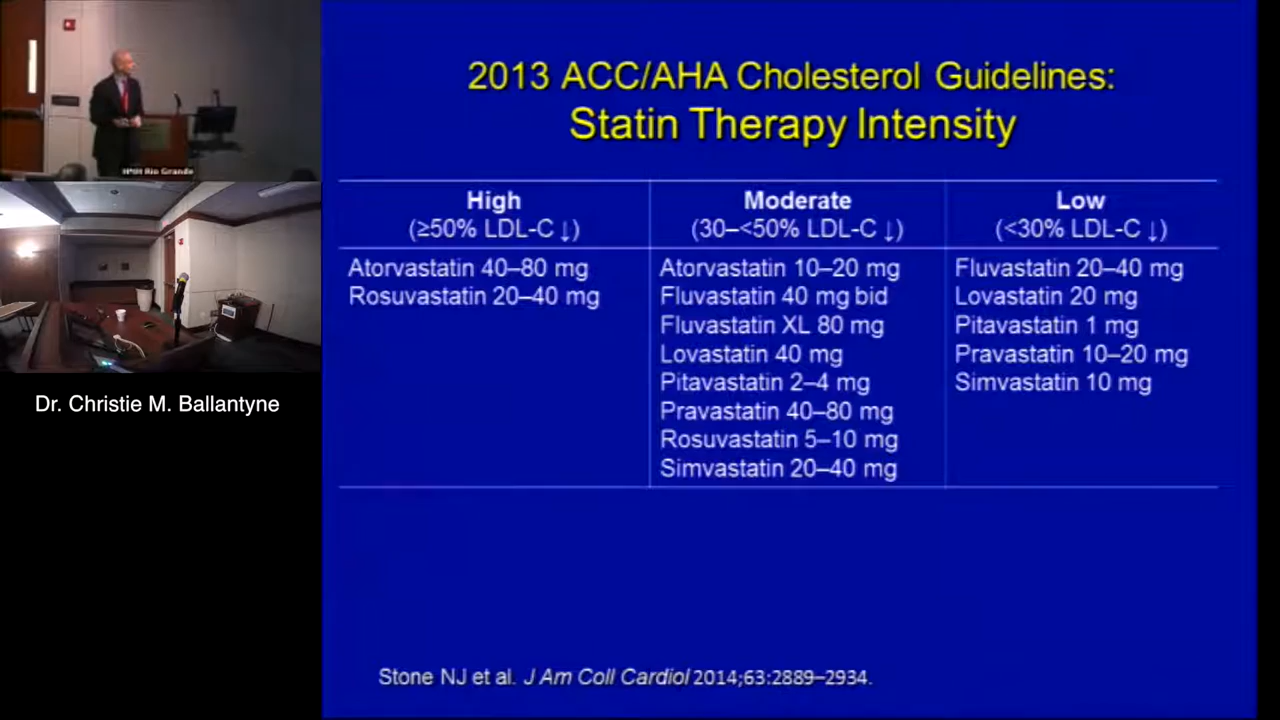 2013 ACC/AHA Cholesterol Guidelines:
Statin Therapy Intensity
High
(≥50% LDL-C ↓)
Moderate
(30–<50% LDL-C ↓)
Low
(<30% LDL-C ↓)
Atorvastatin 40–80 mg
Rosuvastatin 20–40 mg
Atorvastatin 10–20 mg
Fluvastatin 40 mg bid
Fluvastatin XL 80 mg
Lovastatin 40 mg
Pitavastatin 2–4 mg
Pravastatin 40–80 mg
Rosuvastatin 5–10 mg
Simvastatin 20–40 mg
Fluvastatin 20–40 mg
Lovastatin 20 mg
Pitavastatin 1 mg
Pravastatin 10–20 mg
Simvastatin 10 mg
Stone NJ et al. J Am Coll Cardiol 2014;63:2889–2934.
Rio Grande
Dr. Christie M. Ballantyne